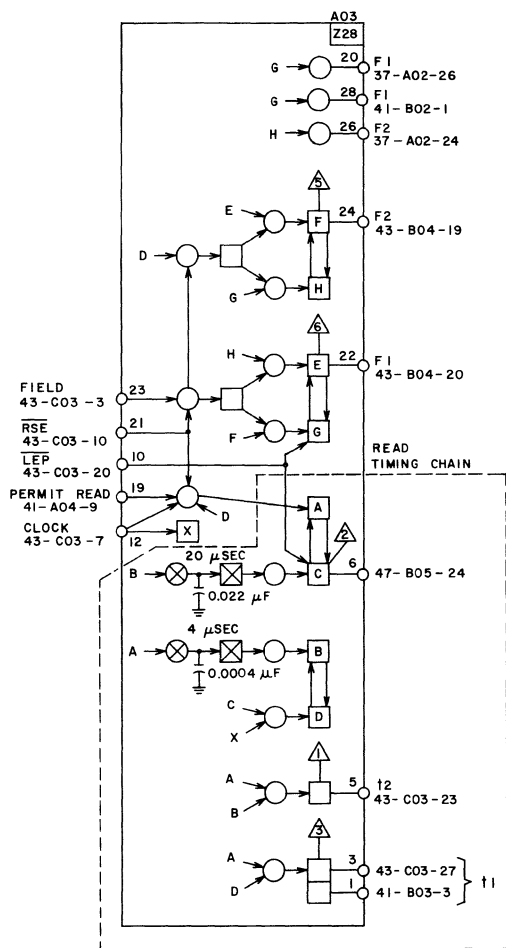 A03
Z28
G
20
F1
37-A02-26
G
28
F1
41-B02-1
H
26
F2
37-A02-24
5
E
F
24
F2
43-B04-19
D
H
G
6
H
E
22
F1
43-B04-20
FIELD
43-C03-3
23
RSE
43-C03-10
21
F
G
LEP
43-C03-20
10
READ
TIMING CHAIN
PERMIT READ
41-A04-9
19
D
A
CLOCK
43-C03-7
12
X
2
20 μSEC
B
C
6
47-B05-24
0.022 μF
4 μSEC
A
B
0.0004 μF
C
X
D
1
A
B
5
t2
43-C03-23
3
A
D
3
43-C03-27
1
41-B03-3
t1